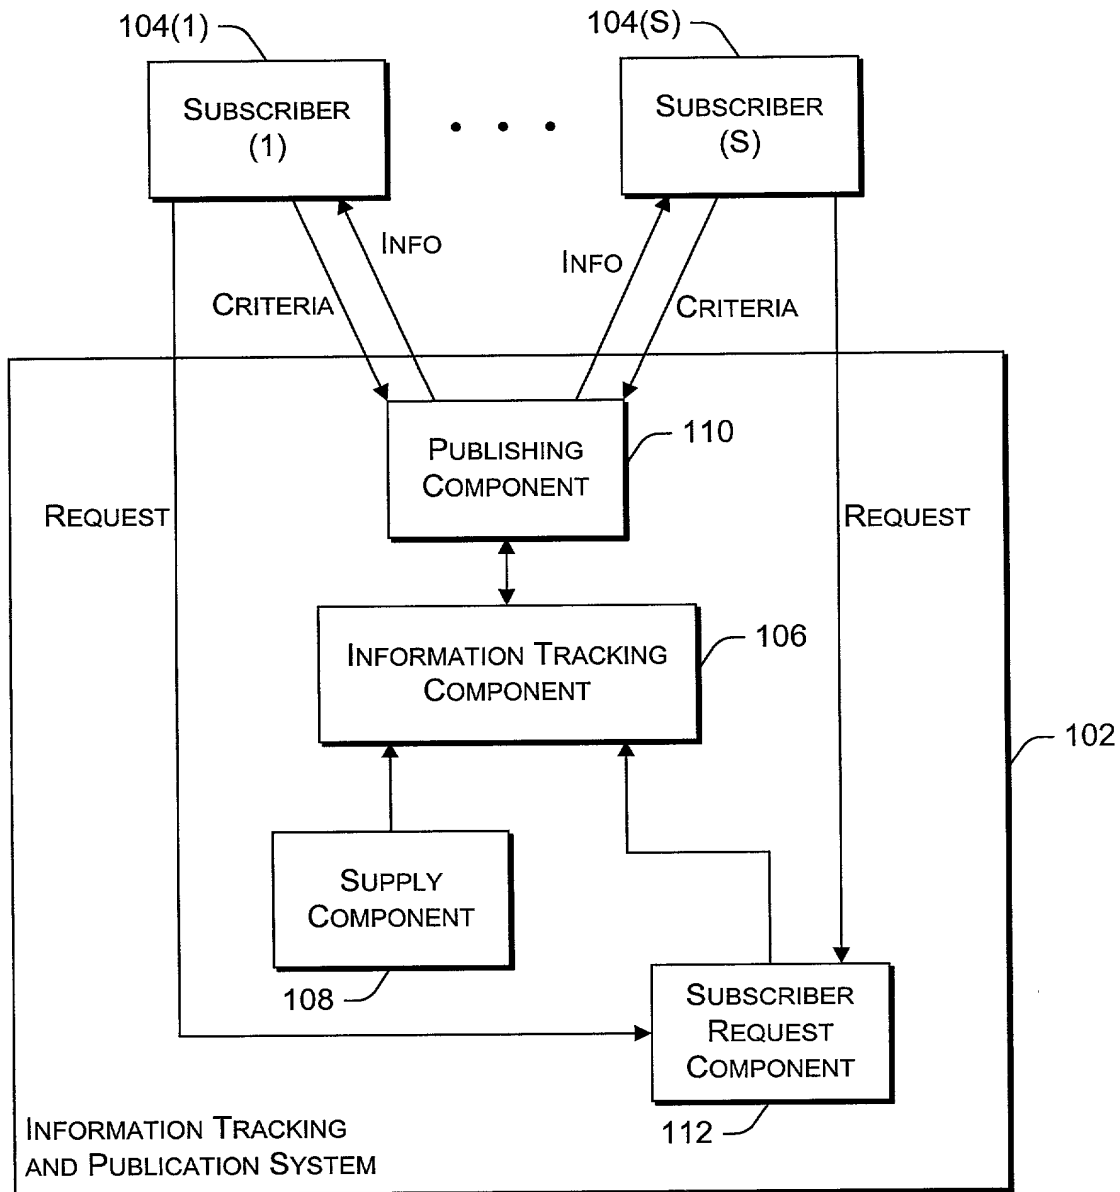 104(1)
104(S)
SUBSCRIBER
(1)
• • •
SUBSCRIBER
(S)
INFO
INFO
CRITERIA
CRITERIA
PUBLISHING
COMPONENT
110
REQUEST
REQUEST
INFORMATION TRACKING
COMPONENT
106
102
SUPPLY
COMPONENT
108
SUBSCRIBER
REQUEST
COMPONENT
112
INFORMATION TRACKING
AND PUBLICATION SYSTEM